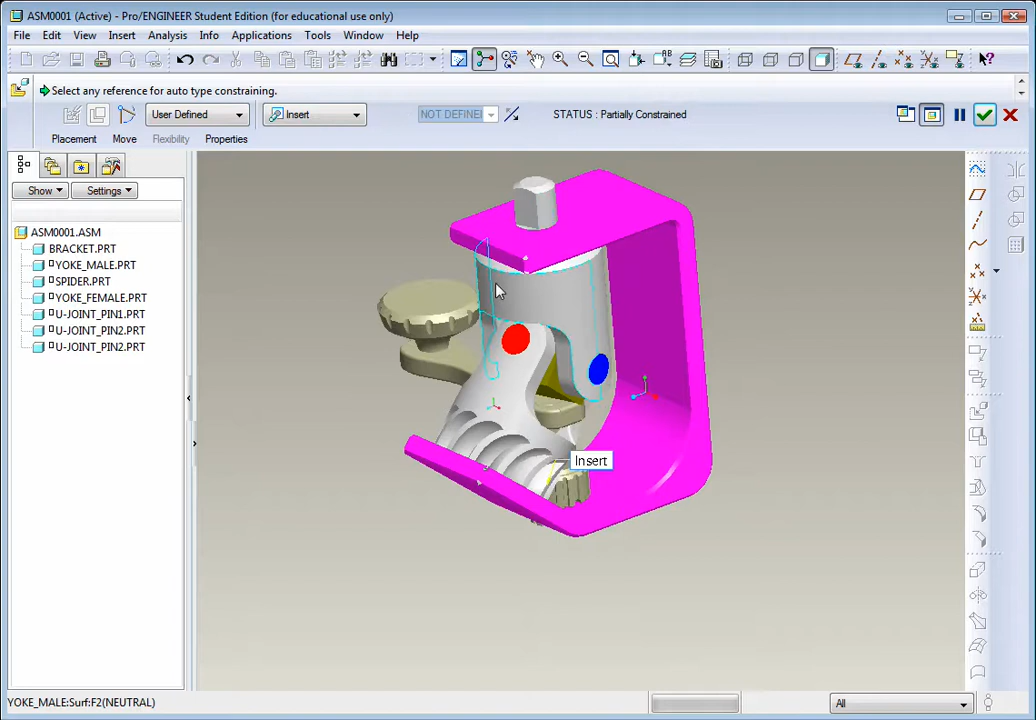 ASM0001 (Active) - Pro/ENGINEER Student Edition (for educational use only)
File Edit View Insert Analysis Info Applications Tools Window Help
Select any reference for auto type constraining.
User Defined Insert NOT DEFINED STATUS : Partially Constrained
Placement Move Flexibility Properties
Show Settings
ASM0001.ASM
BRACKET.PRT
YOKE_MALE.PRT
SPIDER.PRT
YOKE_FEMALE.PRT
U-JOINT_PIN1.PRT
U-JOINT_PIN2.PRT
U-JOINT_PIN2.PRT
Insert
YOKE_MALE:Surf:F2(NEUTRAL)
All